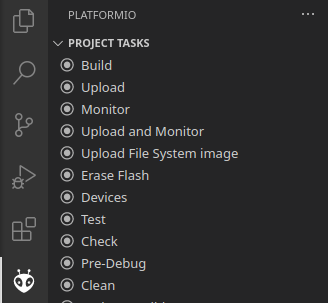 PLATFORMIO
PROJECT TASKS
Build
Upload
Monitor
Upload and Monitor
Upload File System image
Erase Flash
Devices
Test
Check
Pre-Debug
Clean